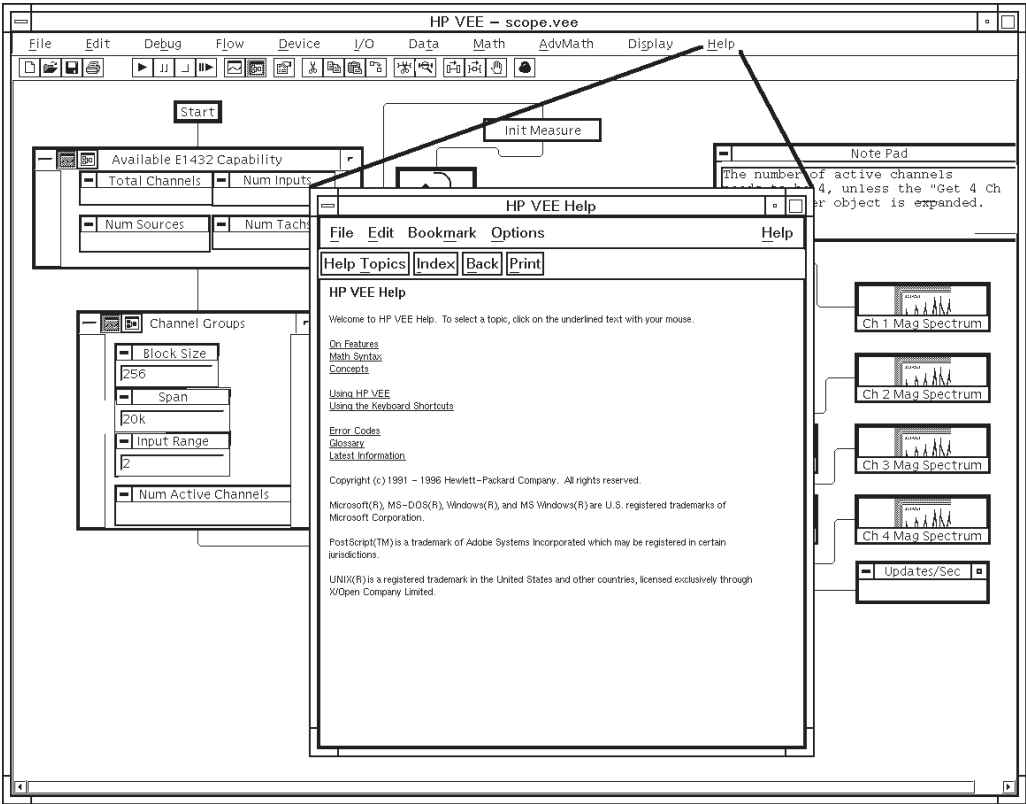 HP VEE – scope.vee
File Edit Debug Flow Device I/O Data Math AdvMath Display Help
Start
Init Measure
Available E1432 Capability
Total Channels
Num Inputs
Num Sources
Num Tachs
Note Pad
The number of active channels
4, unless the "Get 4 Ch
object is expanded.
Channel Groups
Block Size
256
Span
20k
Input Range
2
Num Active Channels
HP VEE Help
File Edit Bookmark Options Help
Help Topics Index Back Print
HP VEE Help
Welcome to HP VEE Help. To select a topic, click on the underlined text with your mouse.
On Features
Math Syntax
Concepts
Using HP VEE
Using the Keyboard Shortcuts
Error Codes
Glossary
Latest Information
Copyright (c) 1991 – 1996 Hewlett–Packard Company. All rights reserved.
Microsoft(R), MS–DOS(R), Windows(R), and MS Windows(R) are U.S. registered trademarks of
Microsoft Corporation.
PostScript(TM) is a trademark of Adobe Systems Incorporated which may be registered in certain
jurisdictions.
UNIX(R) is a registered trademark in the United States and other countries, licensed exclusively through
X/Open Company Limited.
Ch 1 Mag Spectrum
Ch 2 Mag Spectrum
Ch 3 Mag Spectrum
Ch 4 Mag Spectrum
Updates/Sec